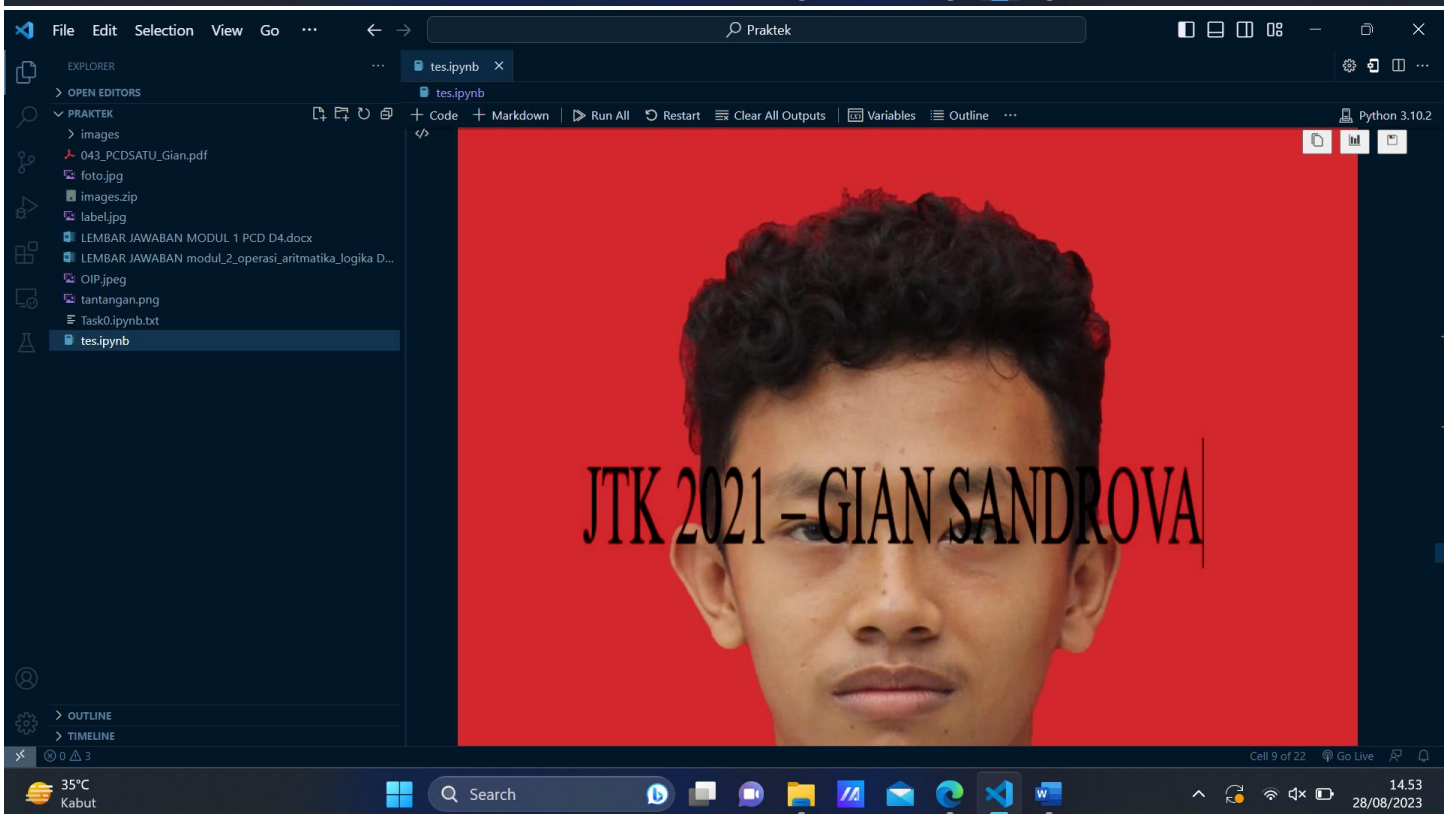 File Edit Selection View Go ··· Praktek
EXPLORER ··· tes.ipynb
OPEN EDITORS tes.ipynb
PRAKTEK + Code + Markdown Run All Restart Clear All Outputs Variables Outline ··· Python 3.10.2
images
043_PCDSATU_Gian.pdf
foto.jpg
images.zip
label.jpg
LEMBAR JAWABAN MODUL 1 PCD D4.docx
LEMBAR JAWABAN modul_2_operasi_aritmatika_logika D...
OIP.jpeg
tantangan.png
Task0.ipynb.txt
tes.ipynb
JTK 2021 – GIAN SANDROVA
OUTLINE
TIMELINE
0 3 Cell 9 of 22 Go Live
35°C
Kabut
Search
14.53
28/08/2023